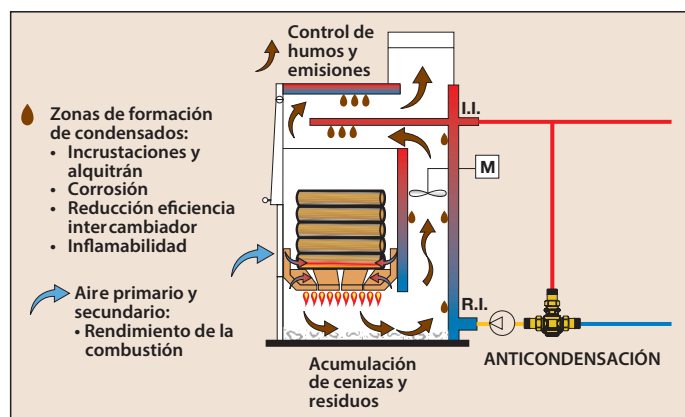 Control de
humos y
emisiones
Zonas de formación
de condensados:
• Incrustaciones y
alquitrán
• Corrosión
• Reducción eficiencia
intercambiador
• Inflamabilidad
Aire primario y
secundario:
• Rendimiento de la
combustión
I.I.
M
R.I.
ANTICONDENSACIÓN
Acumulación
de cenizas y
residuos